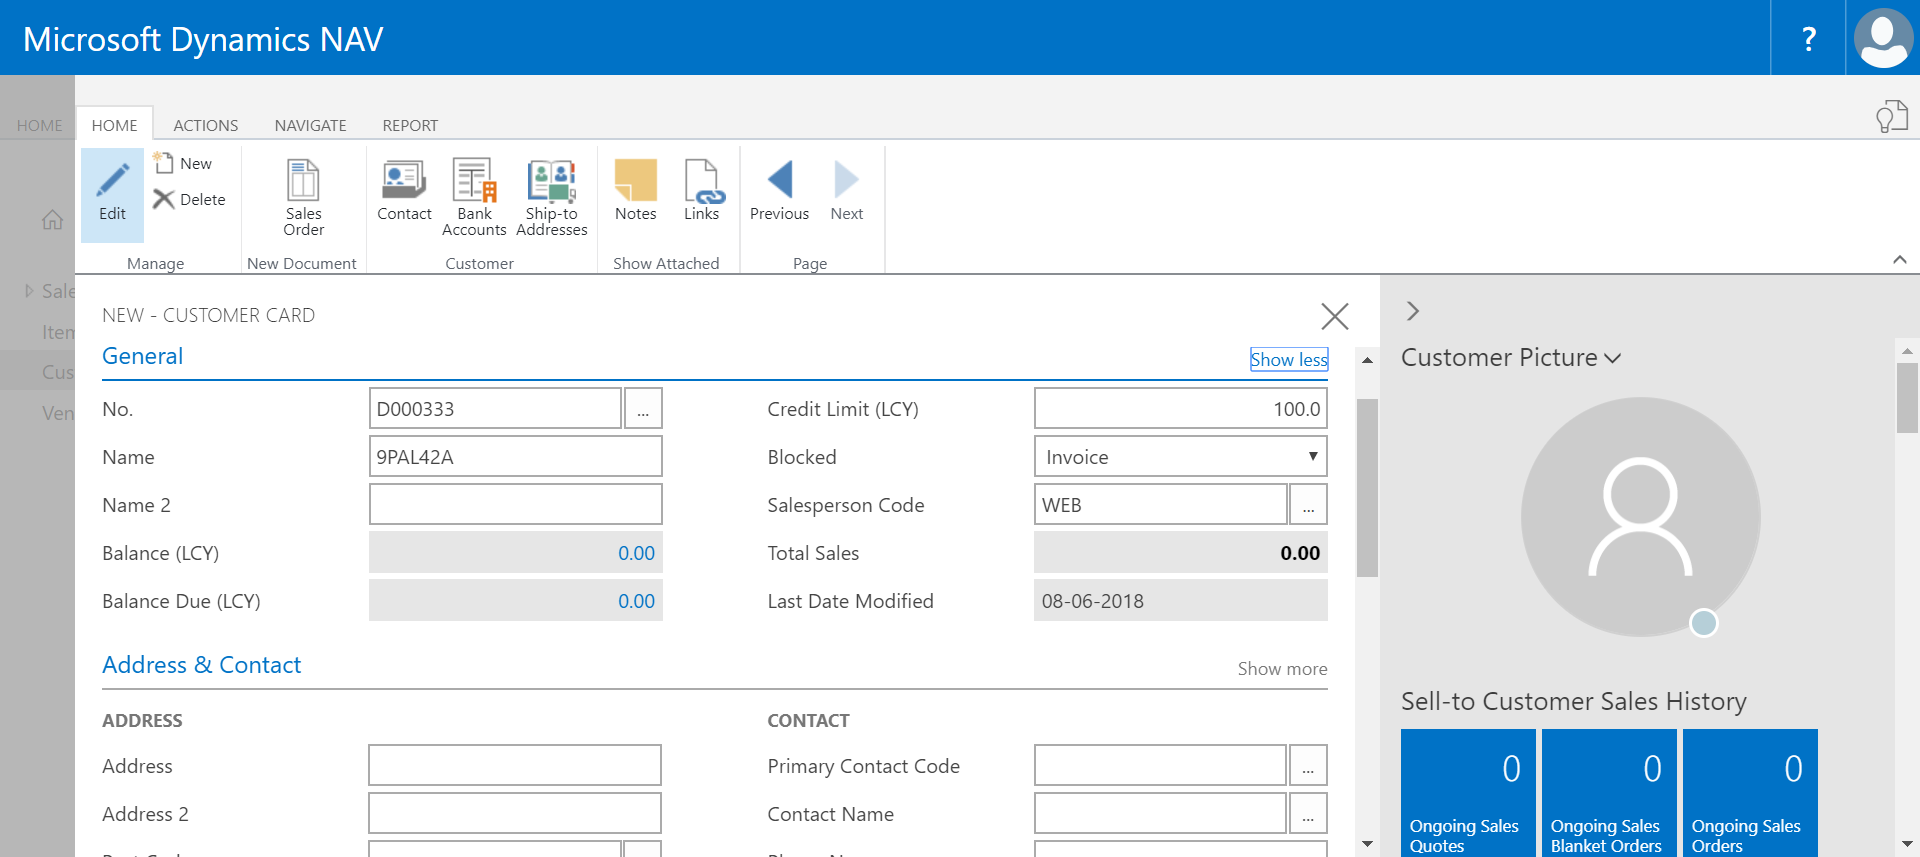 Microsoft Dynamics NAV
?
HOME
HOME
ACTIONS
NAVIGATE
REPORT
Edit
New
Delete
Manage
Sales
Order
New Document
Contact
Bank
Accounts
Ship-to
Addresses
Customer
Notes
Links
Show Attached
Previous
Next
Page
Sale
Item
Cus
Ven
NEW - CUSTOMER CARD
General
Show less
No.
D000333
...
Name
9PAL42A
Name 2
Balance (LCY)
0.00
Balance Due (LCY)
0.00
Credit Limit (LCY)
100.0
Blocked
Invoice
Salesperson Code
WEB
...
Total Sales
0.00
Last Date Modified
08-06-2018
Address & Contact
Show more
ADDRESS
Address
Address 2
CONTACT
Primary Contact Code
...
Contact Name
...
Customer Picture
Sell-to Customer Sales History
0
Ongoing Sales
Quotes
0
Ongoing Sales
Blanket Orders
0
Ongoing Sales
Orders